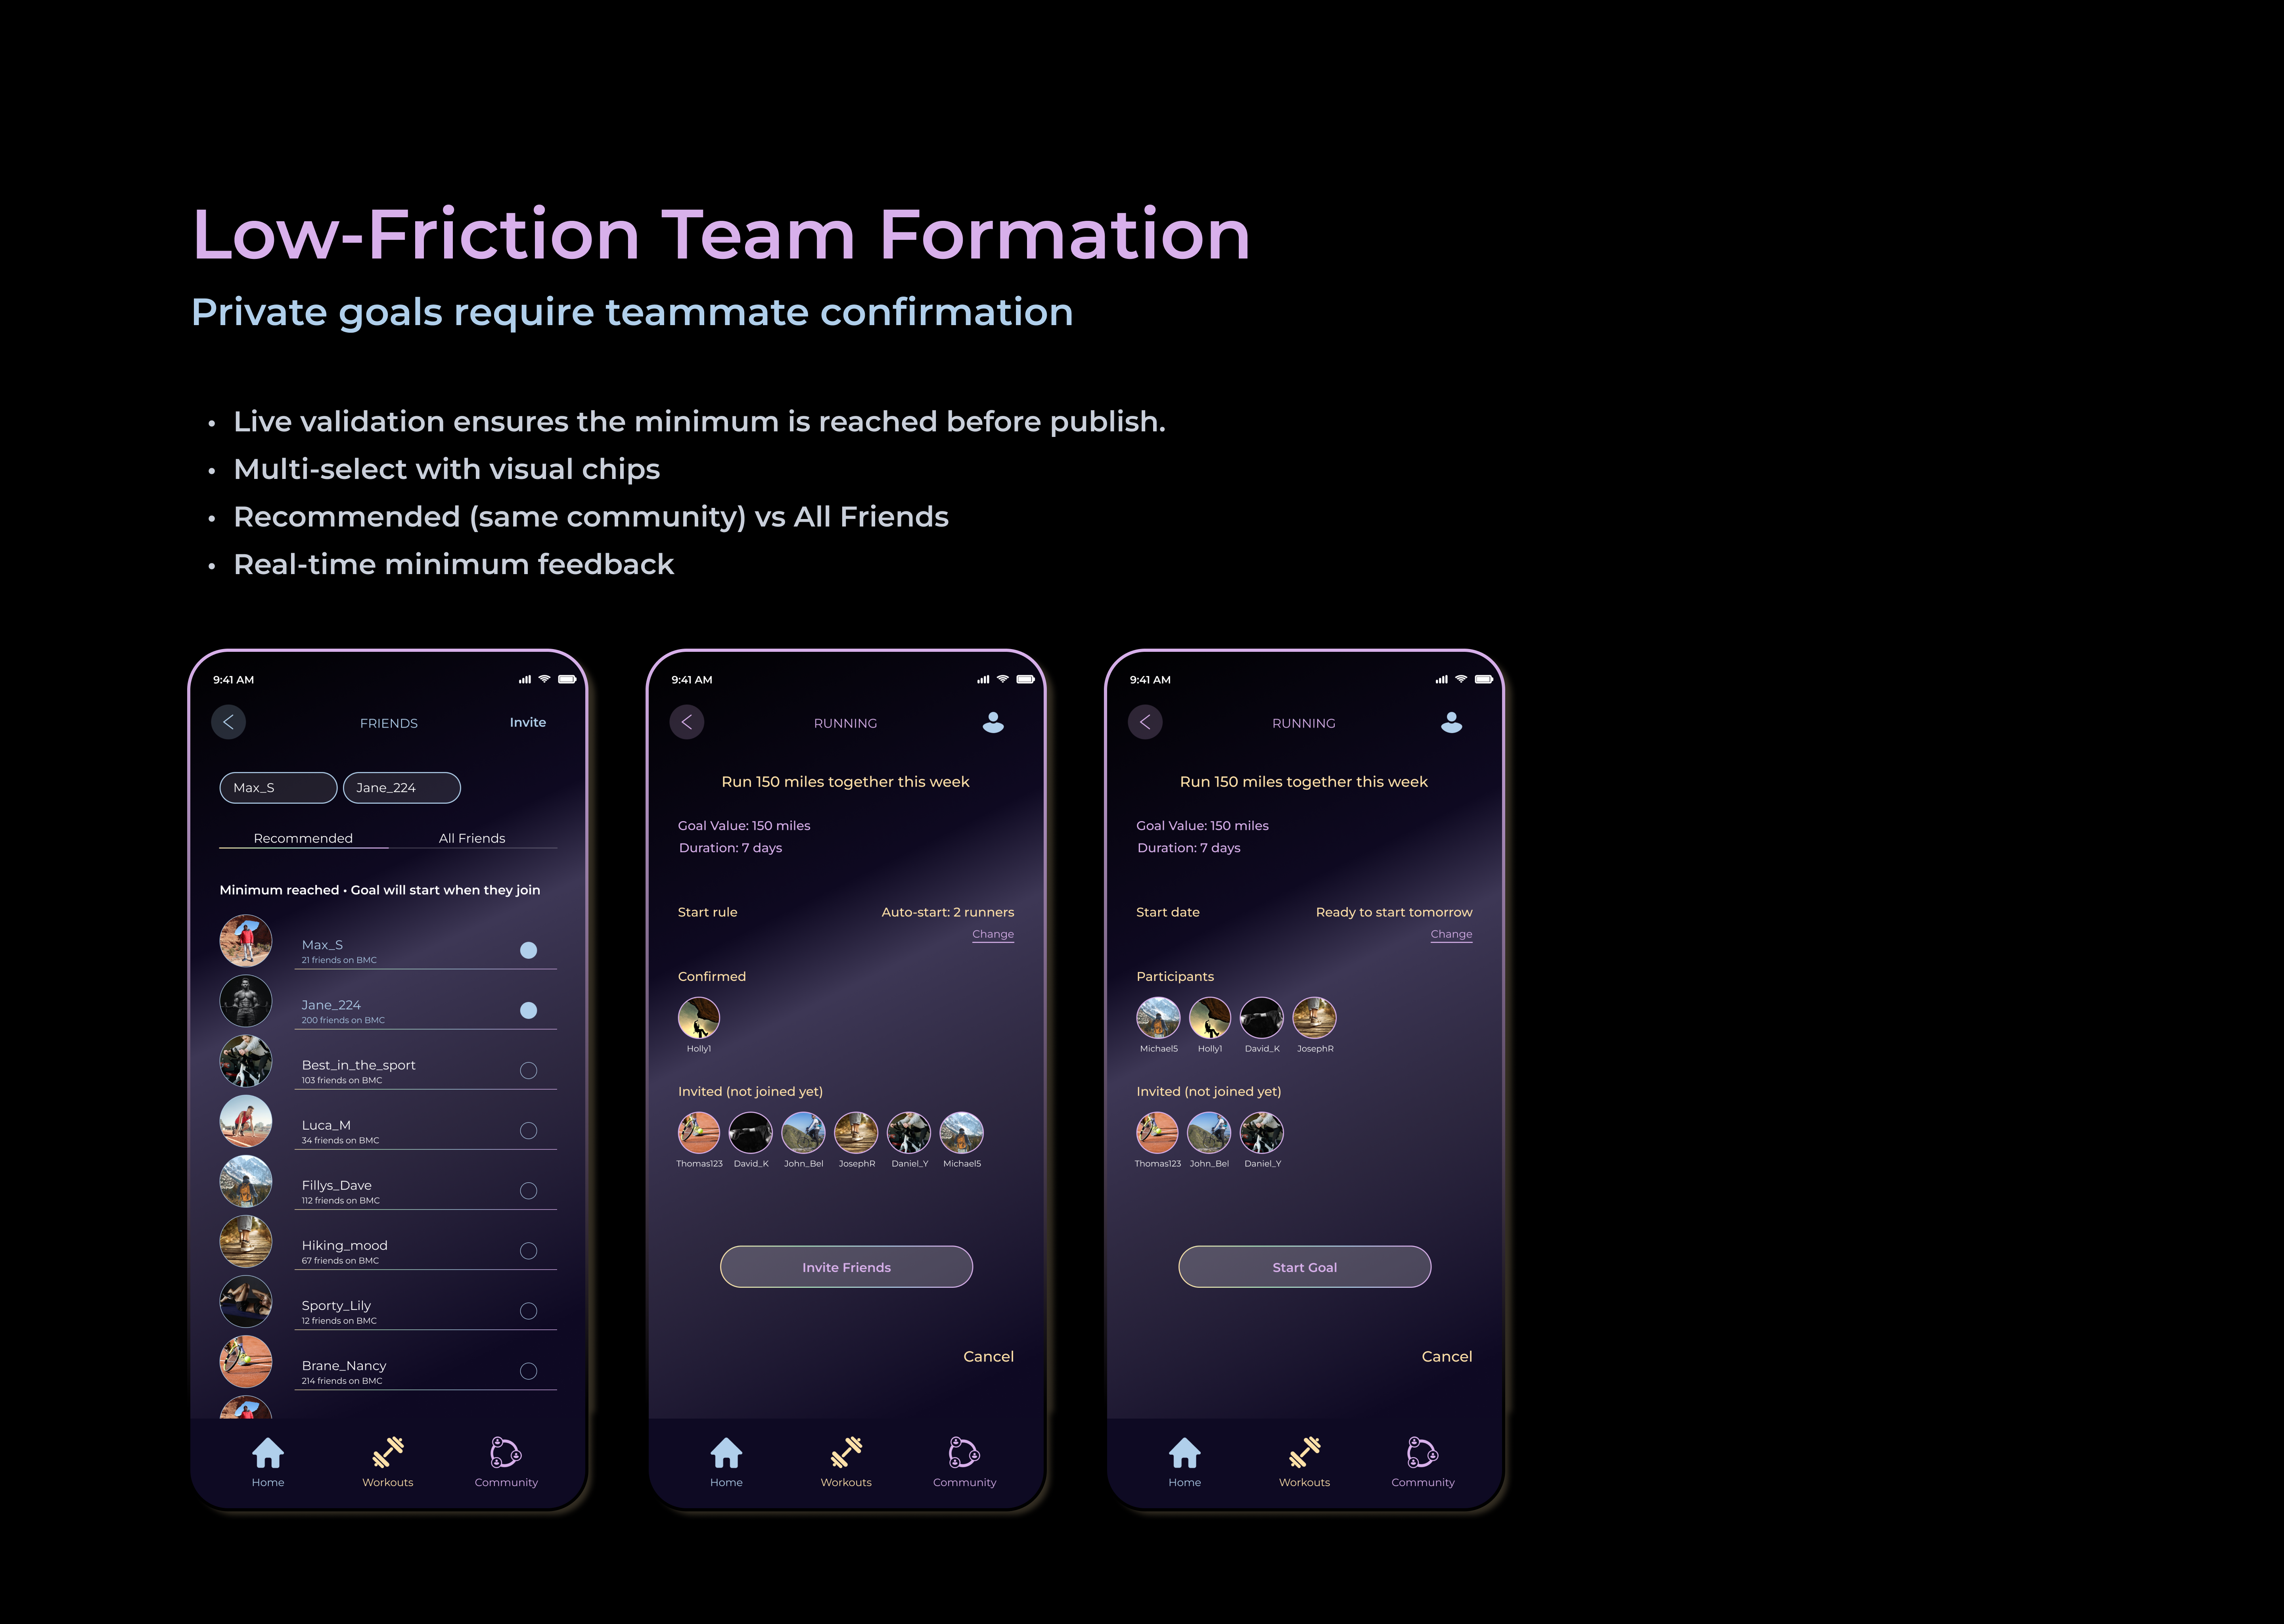 Low-Friction Team Formation
Private goals require teammate confirmation
• Live validation ensures the minimum is reached before publish.
• Multi-select with visual chips
• Recommended (same community) vs All Friends
• Real-time minimum feedback
9:41 AM
FRIENDS Invite
Max_S Jane_224
Recommended All Friends
Minimum reached • Goal will start when they join
Max_S
21 friends on BMC
Jane_224
200 friends on BMC
Best_in_the_sport
103 friends on BMC
Luca_M
34 friends on BMC
Fillys_Dave
112 friends on BMC
Hiking_mood
67 friends on BMC
Sporty_Lily
12 friends on BMC
Brane_Nancy
214 friends on BMC
Home Workouts Community
9:41 AM
RUNNING
Run 150 miles together this week
Goal Value: 150 miles
Duration: 7 days
Start rule Auto-start: 2 runners
Change
Confirmed
Holly1
Invited (not joined yet)
Thomas123 David_K John_Bel JosephR Daniel_Y Michael5
Invite Friends
Cancel
Home Workouts Community
9:41 AM
RUNNING
Run 150 miles together this week
Goal Value: 150 miles
Duration: 7 days
Start date Ready to start tomorrow
Change
Participants
Michael5 Holly1 David_K JosephR
Invited (not joined yet)
Thomas123 John_Bel Daniel_Y
Start Goal
Cancel
Home Workouts Community